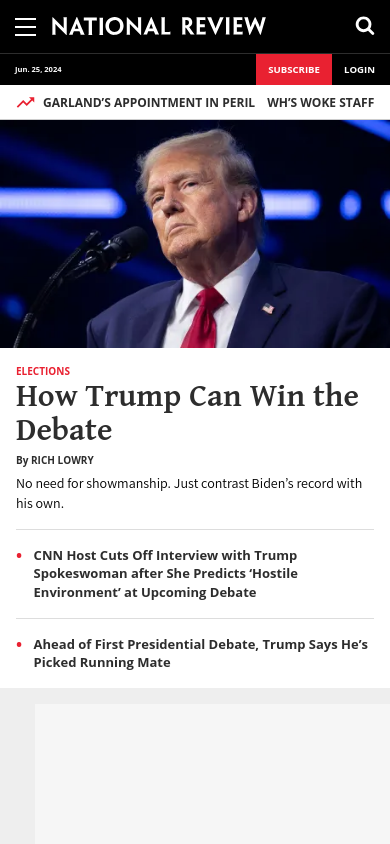 NATIONAL REVIEW
Jun. 25, 2024
SUBSCRIBE
LOGIN
GARLAND’S APPOINTMENT IN PERIL
WH’S WOKE STAFF
ELECTIONS
How Trump Can Win the
Debate
By RICH LOWRY
No need for showmanship. Just contrast Biden’s record with
his own.
CNN Host Cuts Off Interview with Trump
Spokeswoman after She Predicts ‘Hostile
Environment’ at Upcoming Debate
Ahead of First Presidential Debate, Trump Says He’s
Picked Running Mate